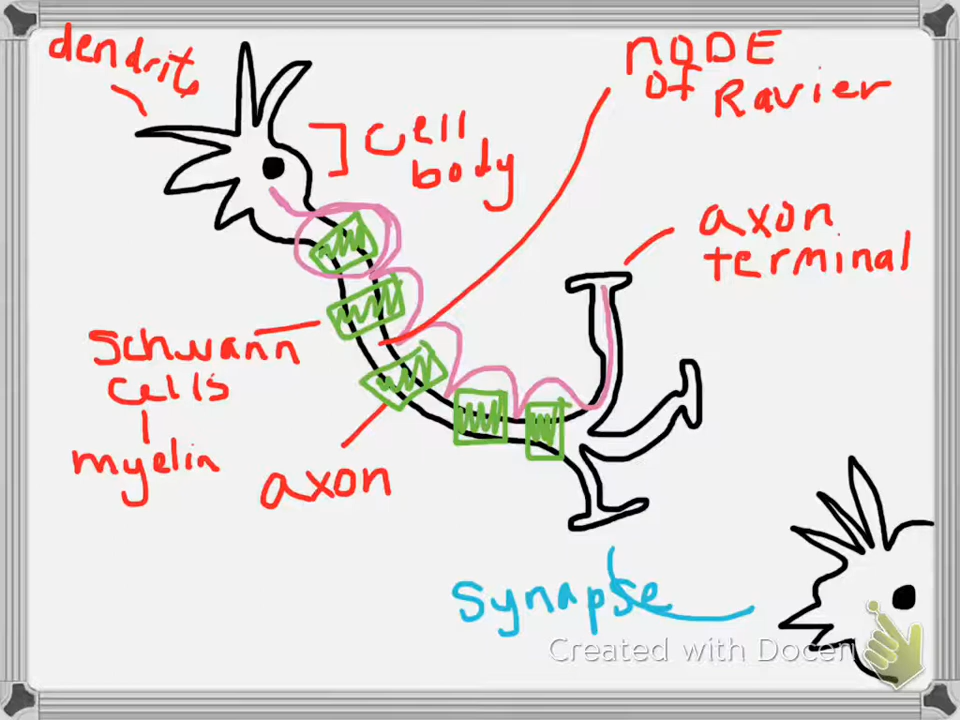 dendrite
NODE
of Ravier
Cell
body
axon
terminal
Schwann
cells
myelin
axon
Synapse
Created with Doceri